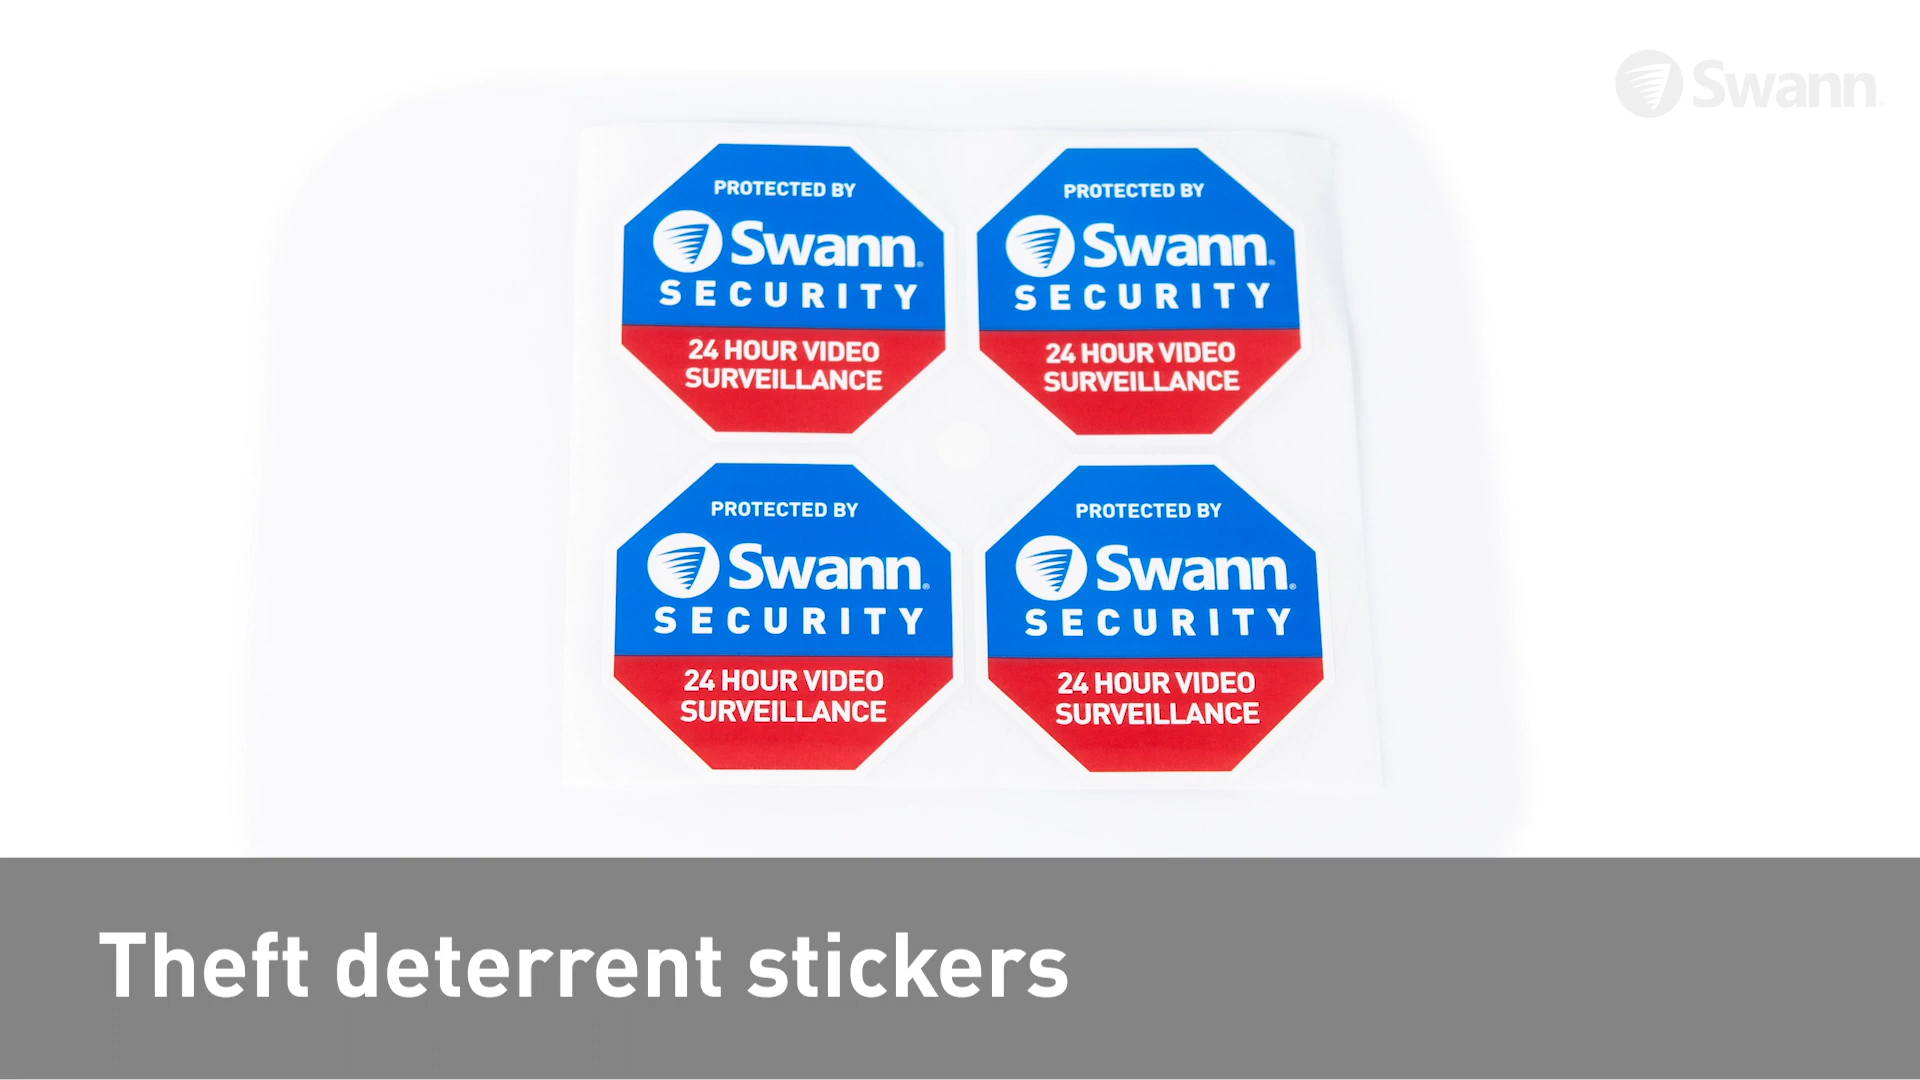 Swann
PROTECTED BY
Swann
SECURITY
24 HOUR VIDEO
SURVEILLANCE
PROTECTED BY
Swann
SECURITY
24 HOUR VIDEO
SURVEILLANCE
PROTECTED BY
Swann
SECURITY
24 HOUR VIDEO
SURVEILLANCE
PROTECTED BY
Swann
SECURITY
24 HOUR VIDEO
SURVEILLANCE
Theft deterrent stickers